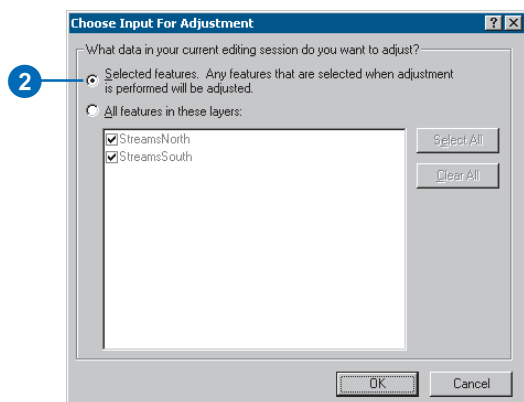 Choose Input For Adjustment
What data in your current editing session do you want to adjust?
2
Selected features. Any features that are selected when adjustment
is performed will be adjusted.
All features in these layers:
StreamsNorth
StreamsSouth
Select All
Clear All
OK
Cancel